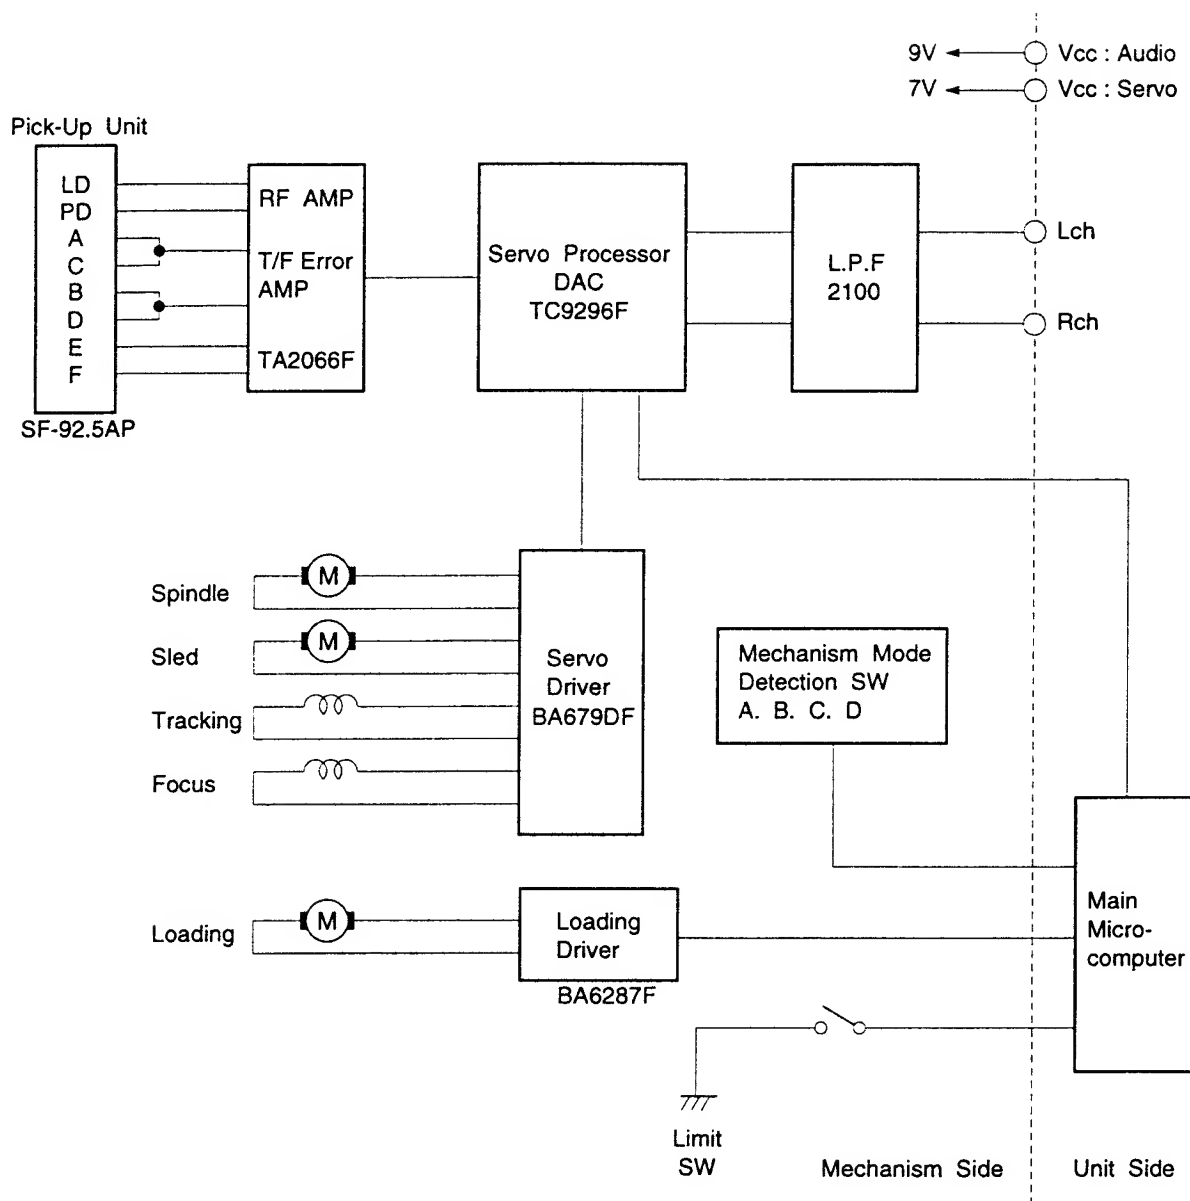 9V
Vcc : Audio
7V
Vcc : Servo
Pick-Up Unit
LD
PD
A
C
B
D
E
F
SF-92.5AP
RF AMP
T/F Error
AMP
TA2066F
Servo Processor
DAC
TC9296F
L.P.F
2100
Lch
Rch
Spindle
M
Sled
M
Tracking
Focus
Servo
Driver
BA679DF
Mechanism Mode
Detection SW
A. B. C. D
Loading
M
Loading
Driver
BA6287F
Main
Micro-
computer
Limit
SW
Mechanism Side
Unit Side